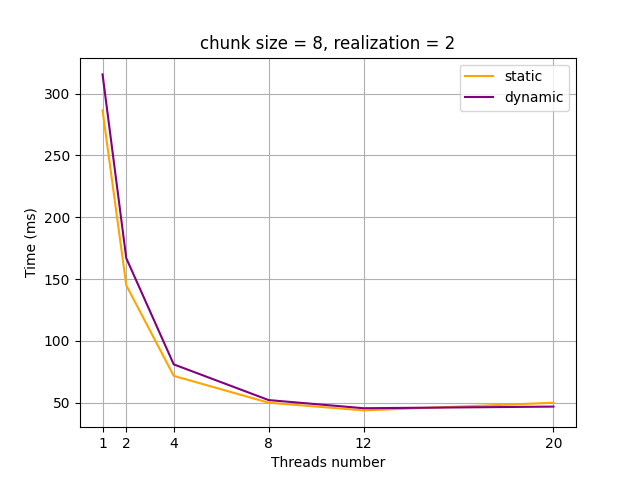 chunk size = 8, realization = 2
static
dynamic
Time (ms)
300
250
200
150
100
50
1 2 4 8 12 20
Threads number